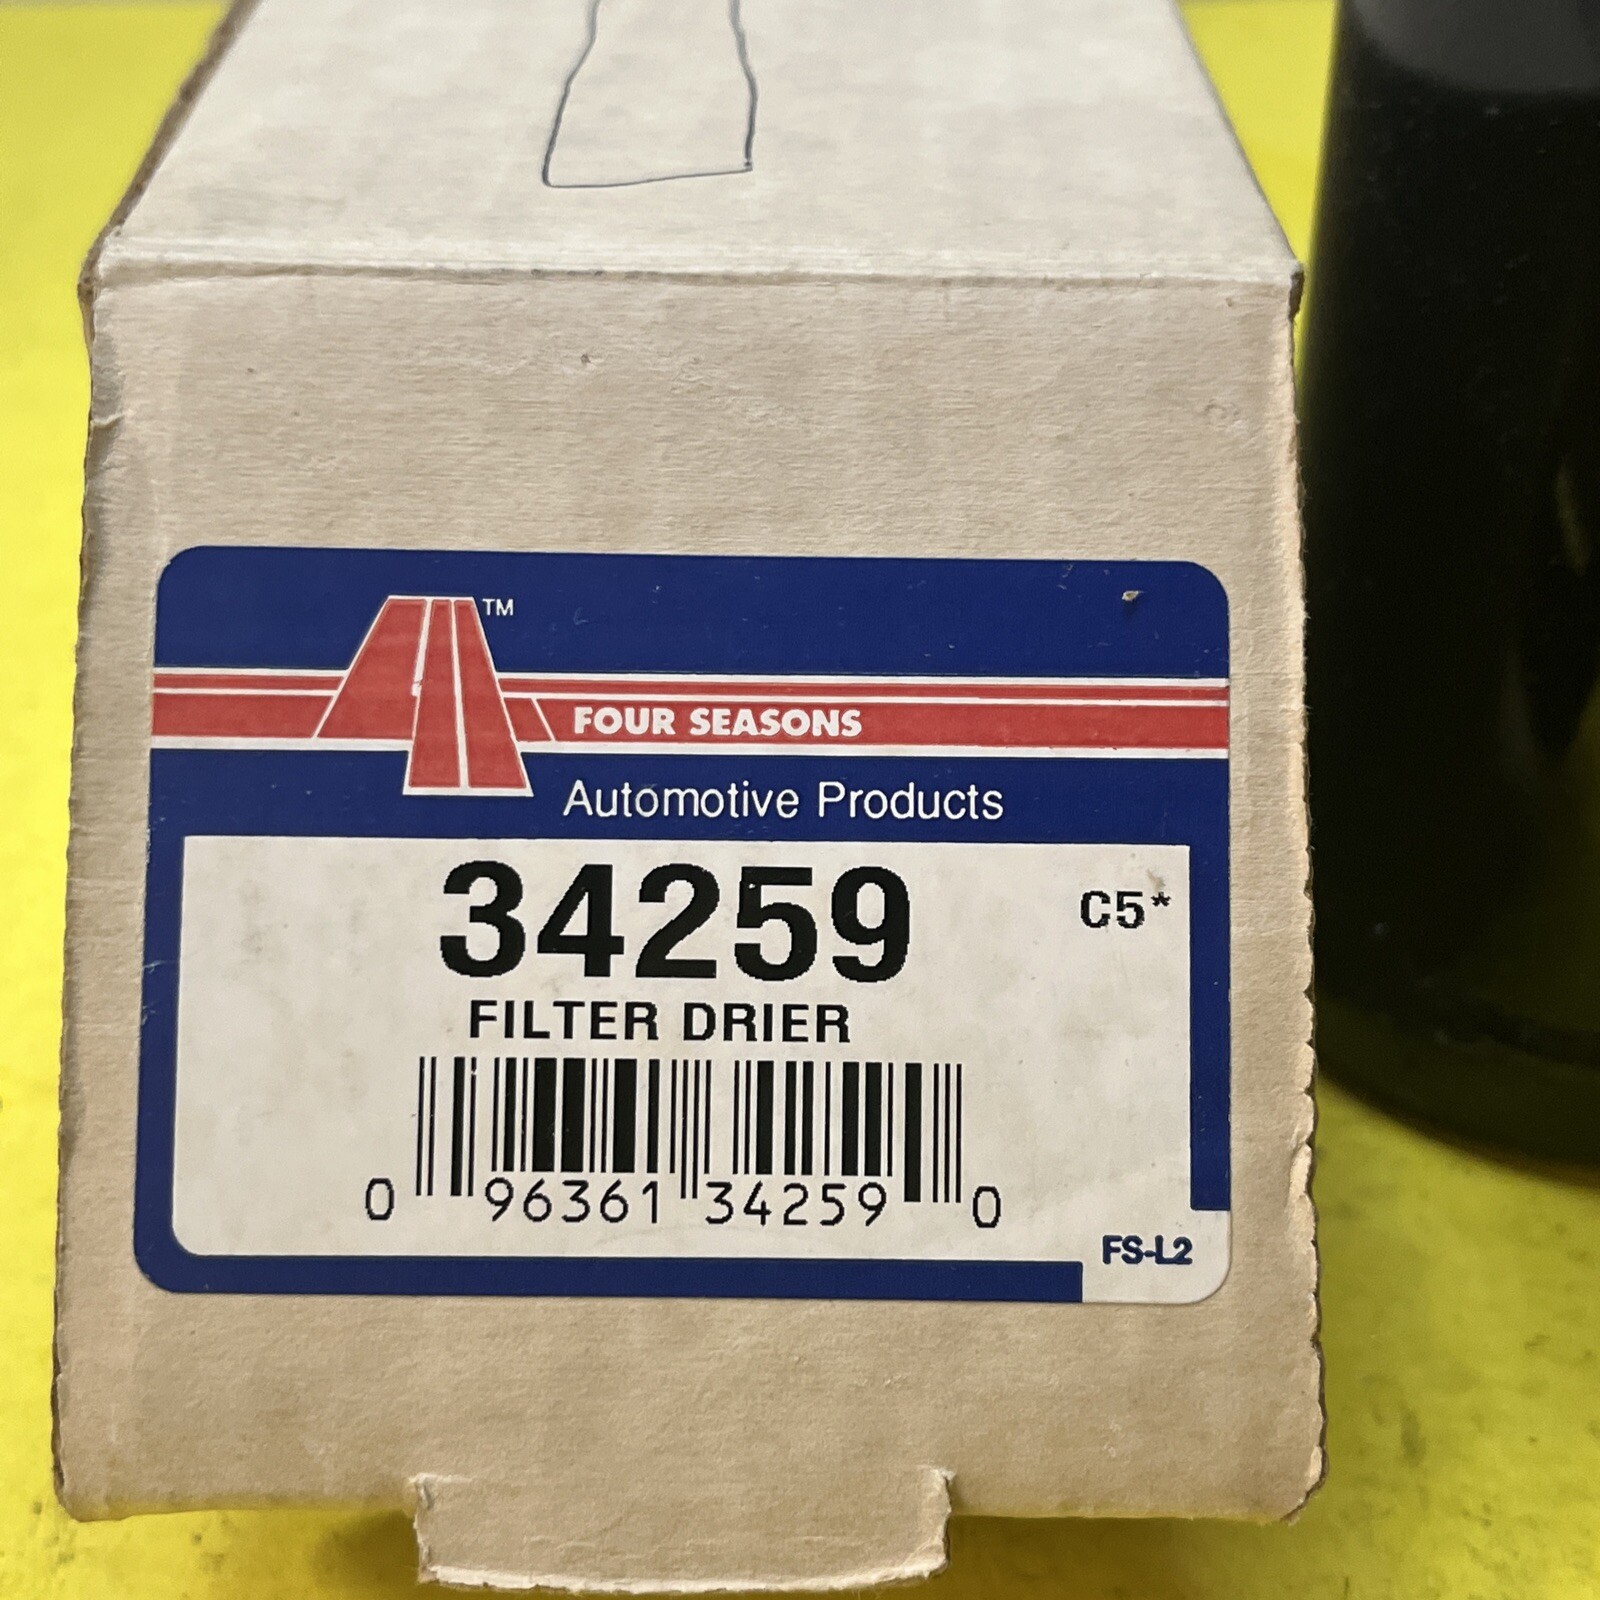 TM
FOUR SEASONS
Automotive Products
34259
C5*
FILTER DRIER
0 96361 34259 0
FS-L2